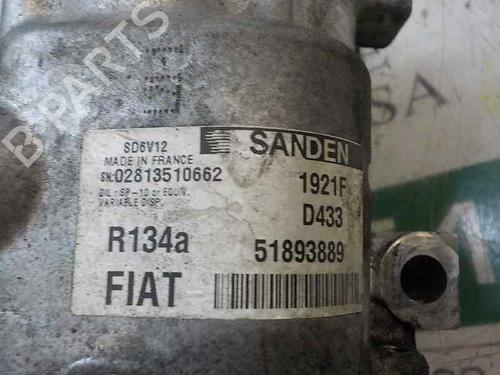 SD6V12
SANDEN
MADE IN FRANCE
SN:02813510662
1921F
OIL : SP-10 or EQUIV.
VARIABLE DISP.
D433
R134a
51893889
FIAT